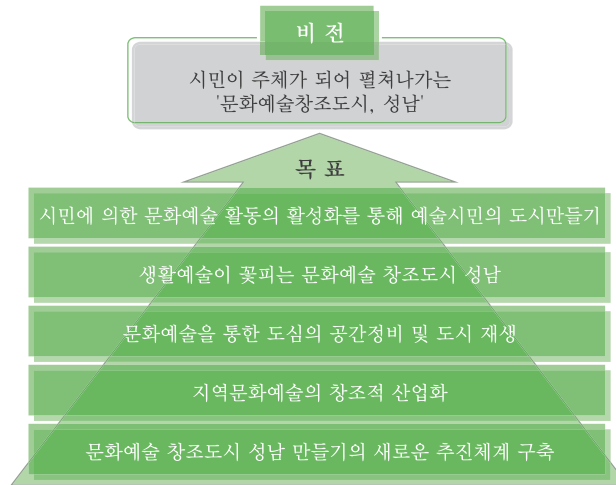 비 전
시민이 주체가 되어 펼쳐나가는
'문화예술창조도시, 성남'
목 표
시민에 의한 문화예술 활동의 활성화를 통해 예술시민의 도시만들기
생활예술이 꽃피는 문화예술 창조도시 성남
문화예술을 통한 도심의 공간정비 및 도시 재생
지역문화예술의 창조적 산업화
문화예술 창조도시 성남 만들기의 새로운 추진체계 구축